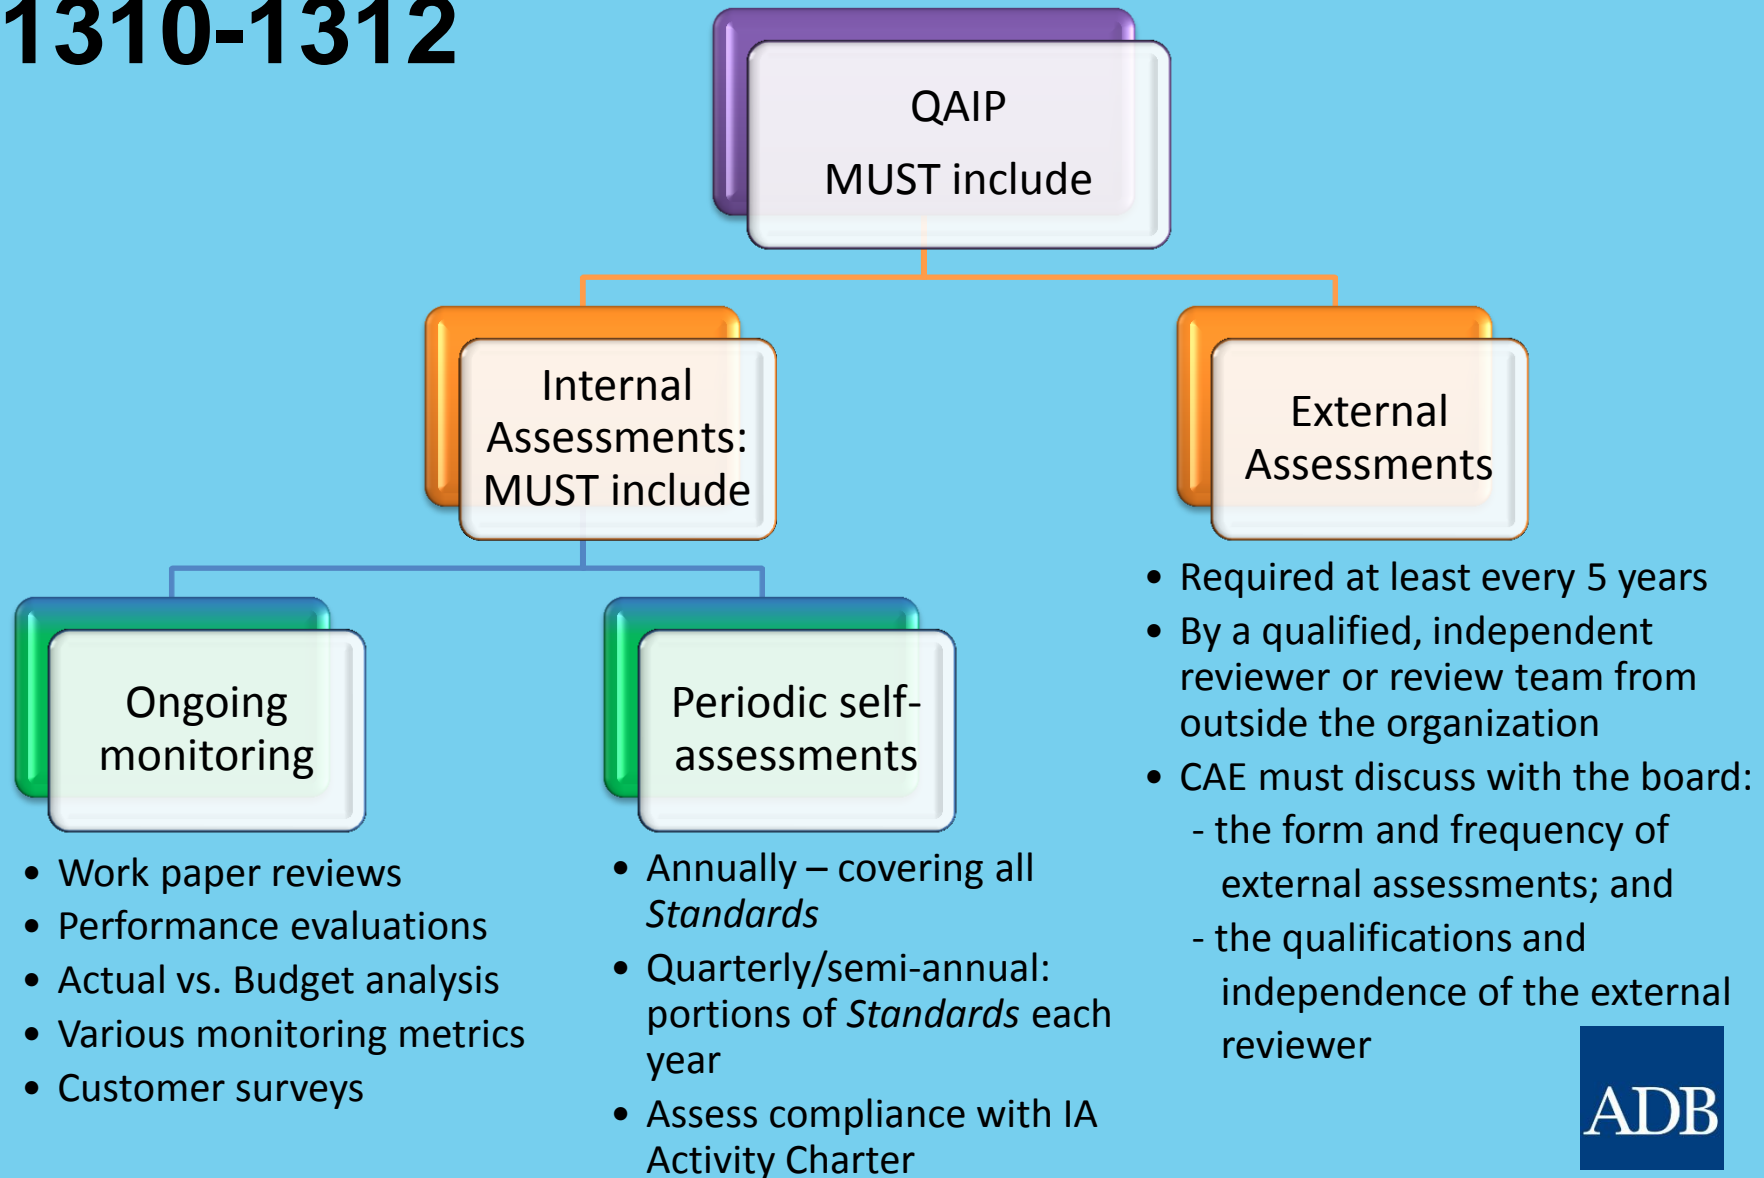 1310-1312
QAIP
MUST include
Internal
Assessments:
MUST include
External
Assessments
Ongoing
monitoring
• Work paper reviews
• Performance evaluations
• Actual vs. Budget analysis
• Various monitoring metrics
• Customer surveys
Periodic self-
assessments
• Annually – covering all
Standards
• Quarterly/semi-annual:
portions of Standards each
year
• Assess compliance with IA
Activity Charter
• Required at least every 5 years
• By a qualified, independent
reviewer or review team from
outside the organization
• CAE must discuss with the board:
- the form and frequency of
external assessments; and
- the qualifications and
independence of the external
reviewer
ADB